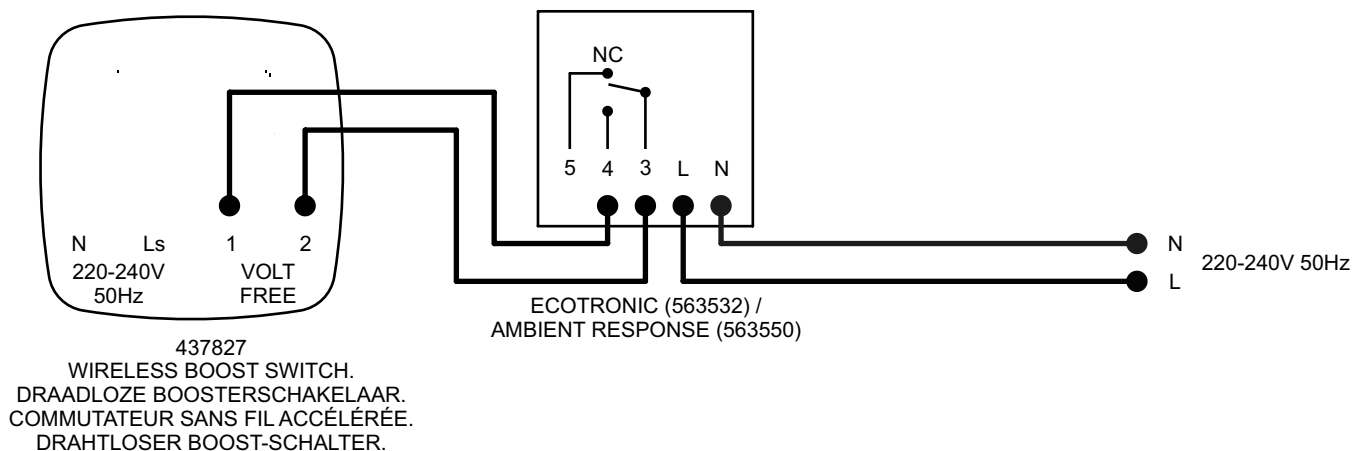 NC
5 4 3 L N
N Ls 1 2
220-240V VOLT
50Hz FREE
N
220-240V 50Hz
L
ECOTRONIC (563532) /
AMBIENT RESPONSE (563550)
437827
WIRELESS BOOST SWITCH.
DRAADLOZE BOOSTERSCHAKELAAR.
COMMUTATEUR SANS FIL ACCÉLÉRÉE.
DRAHTLOSER BOOST-SCHALTER.